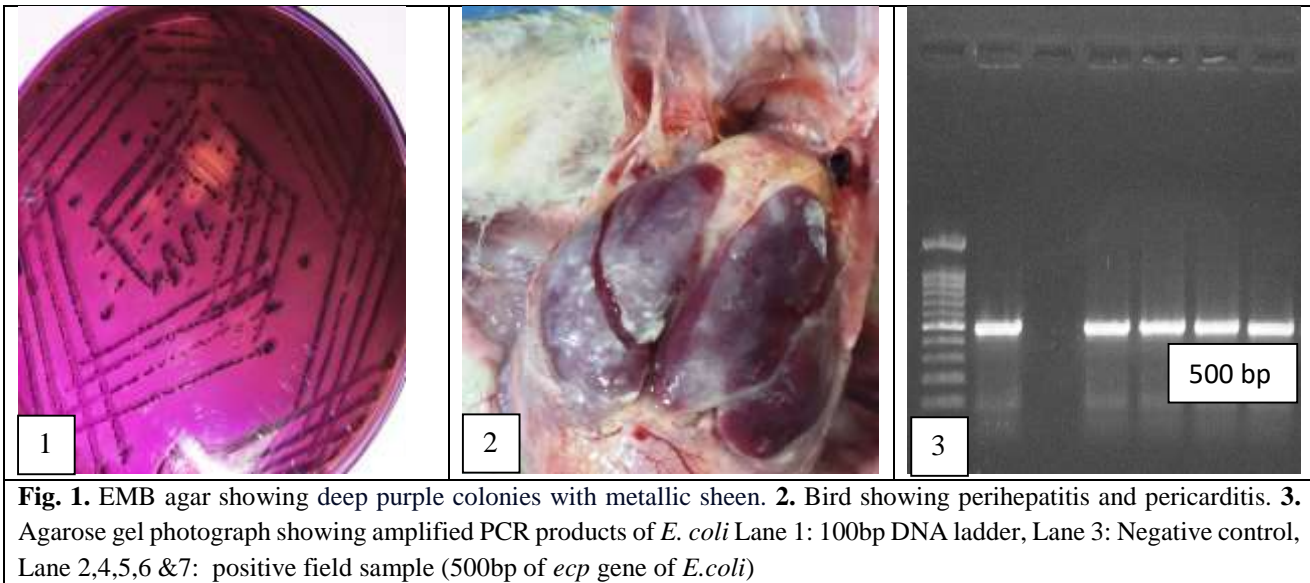 1
2
3
500 bp
Fig. 1. EMB agar showing deep purple colonies with metallic sheen. 2. Bird showing perihepatitis and pericarditis. 3.
Agarose gel photograph showing amplified PCR products of E. coli Lane 1: 100bp DNA ladder, Lane 3: Negative control,
Lane 2,4,5,6 &7: positive field sample (500bp of ecp gene of E.coli)